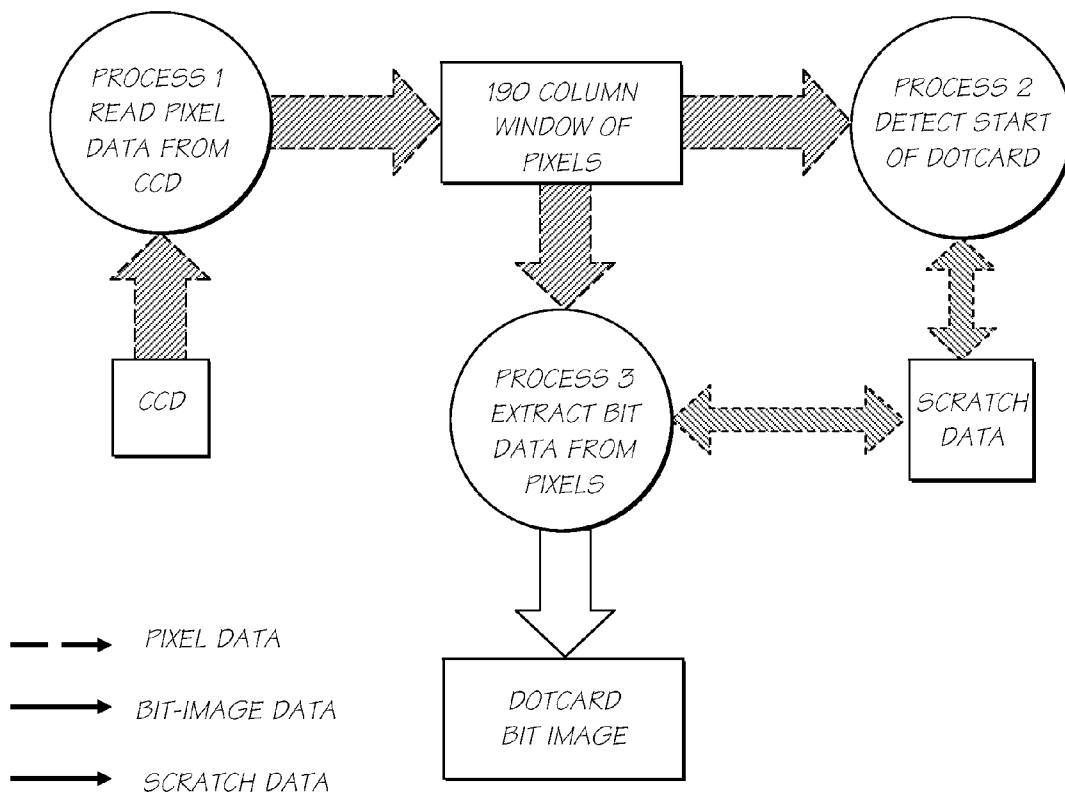 PROCESS 1
READ PIXEL
DATA FROM
CCD
190 COLUMN
WINDOW OF
PIXELS
PROCESS 2
DETECT START
OF DOTCARD
CCD
PROCESS 3
EXTRACT BIT
DATA FROM
PIXELS
SCRATCH
DATA
PIXEL DATA
BIT-IMAGE DATA
SCRATCH DATA
DOTCARD
BIT IMAGE